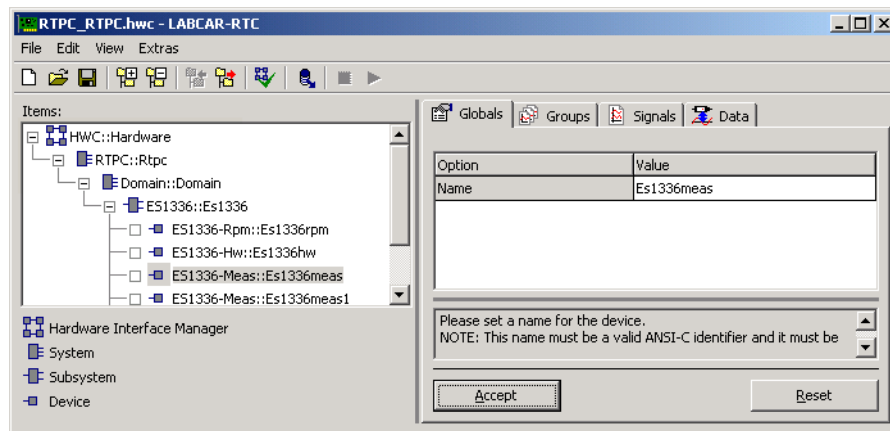 RTPC_RTPC.hwc - LABCAR-RTC
File Edit View Extras
Items:
HWC::Hardware
RTPC::Rtpc
Domain::Domain
ES1336::Es1336
ES1336-Rpm::Es1336rpm
ES1336-Hw::Es1336hw
ES1336-Meas::Es1336meas
ES1336-Meas::Es1336meas1
Hardware Interface Manager
System
Subsystem
Device
Globals Groups Signals Data
Option Value
Name Es1336meas
Please set a name for the device.
NOTE: This name must be a valid ANSI-C identifier and it must be
Accept Reset